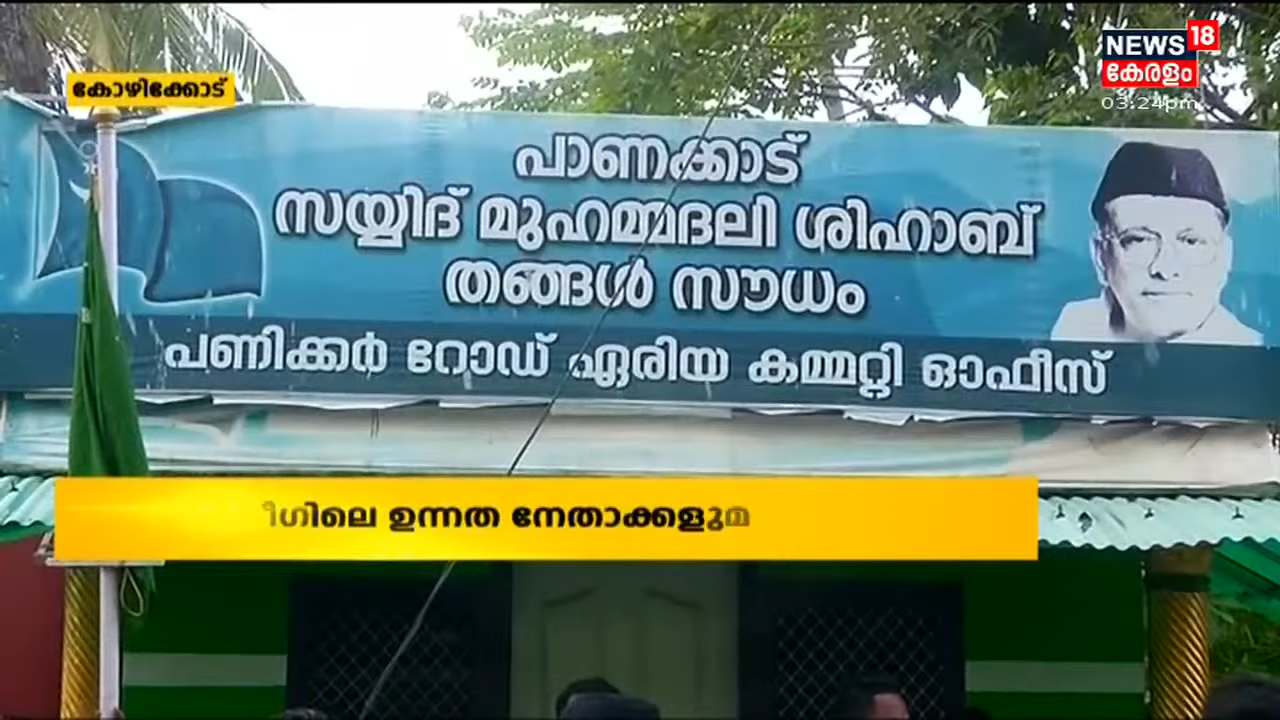 NEWS 18
കേരളം
03:24pm
കോഴിക്കോട്
പാണക്കാട്
സയ്യിദ് മുഹമ്മദലി ശിഹാബ്
തങ്ങൾ സൗധം
പണിക്കർ റോഡ് ഏരിയ കമ്മറ്റി ഓഫീസ്
ഉന്നത നേതാക്കളുമ